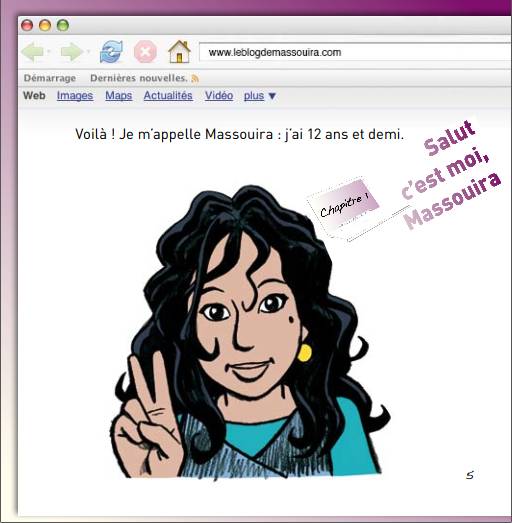 www.leblogdemassouira.com
Démarrage Dernières nouvelles.
Web Images Maps Actualités Vidéo plus ▼
Voilà ! Je m'appelle Massouira : j'ai 12 ans et demi.
Chapitre 1
Salut
c'est moi,
Massouira
5